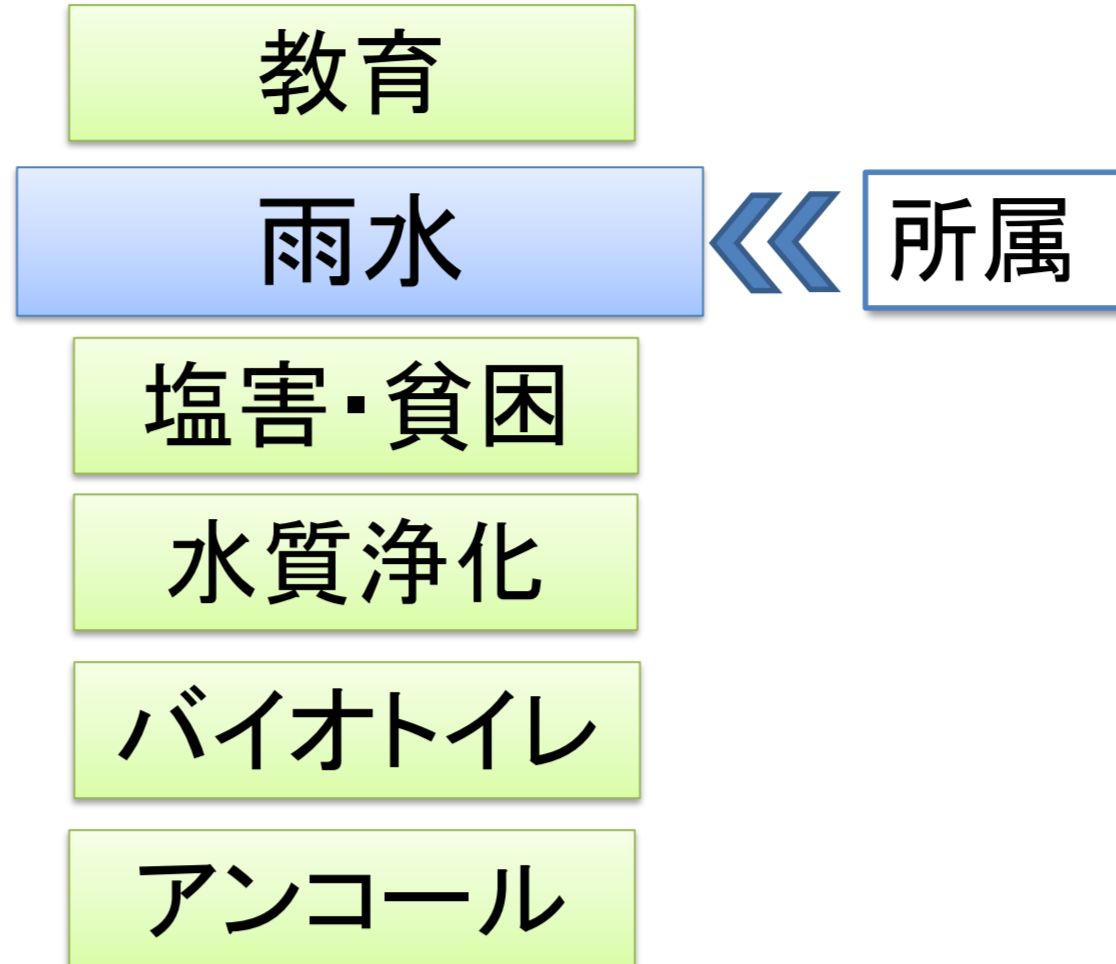 教育
雨水
所属
塩害・貧困
水質浄化
バイオトイレ
アンコール